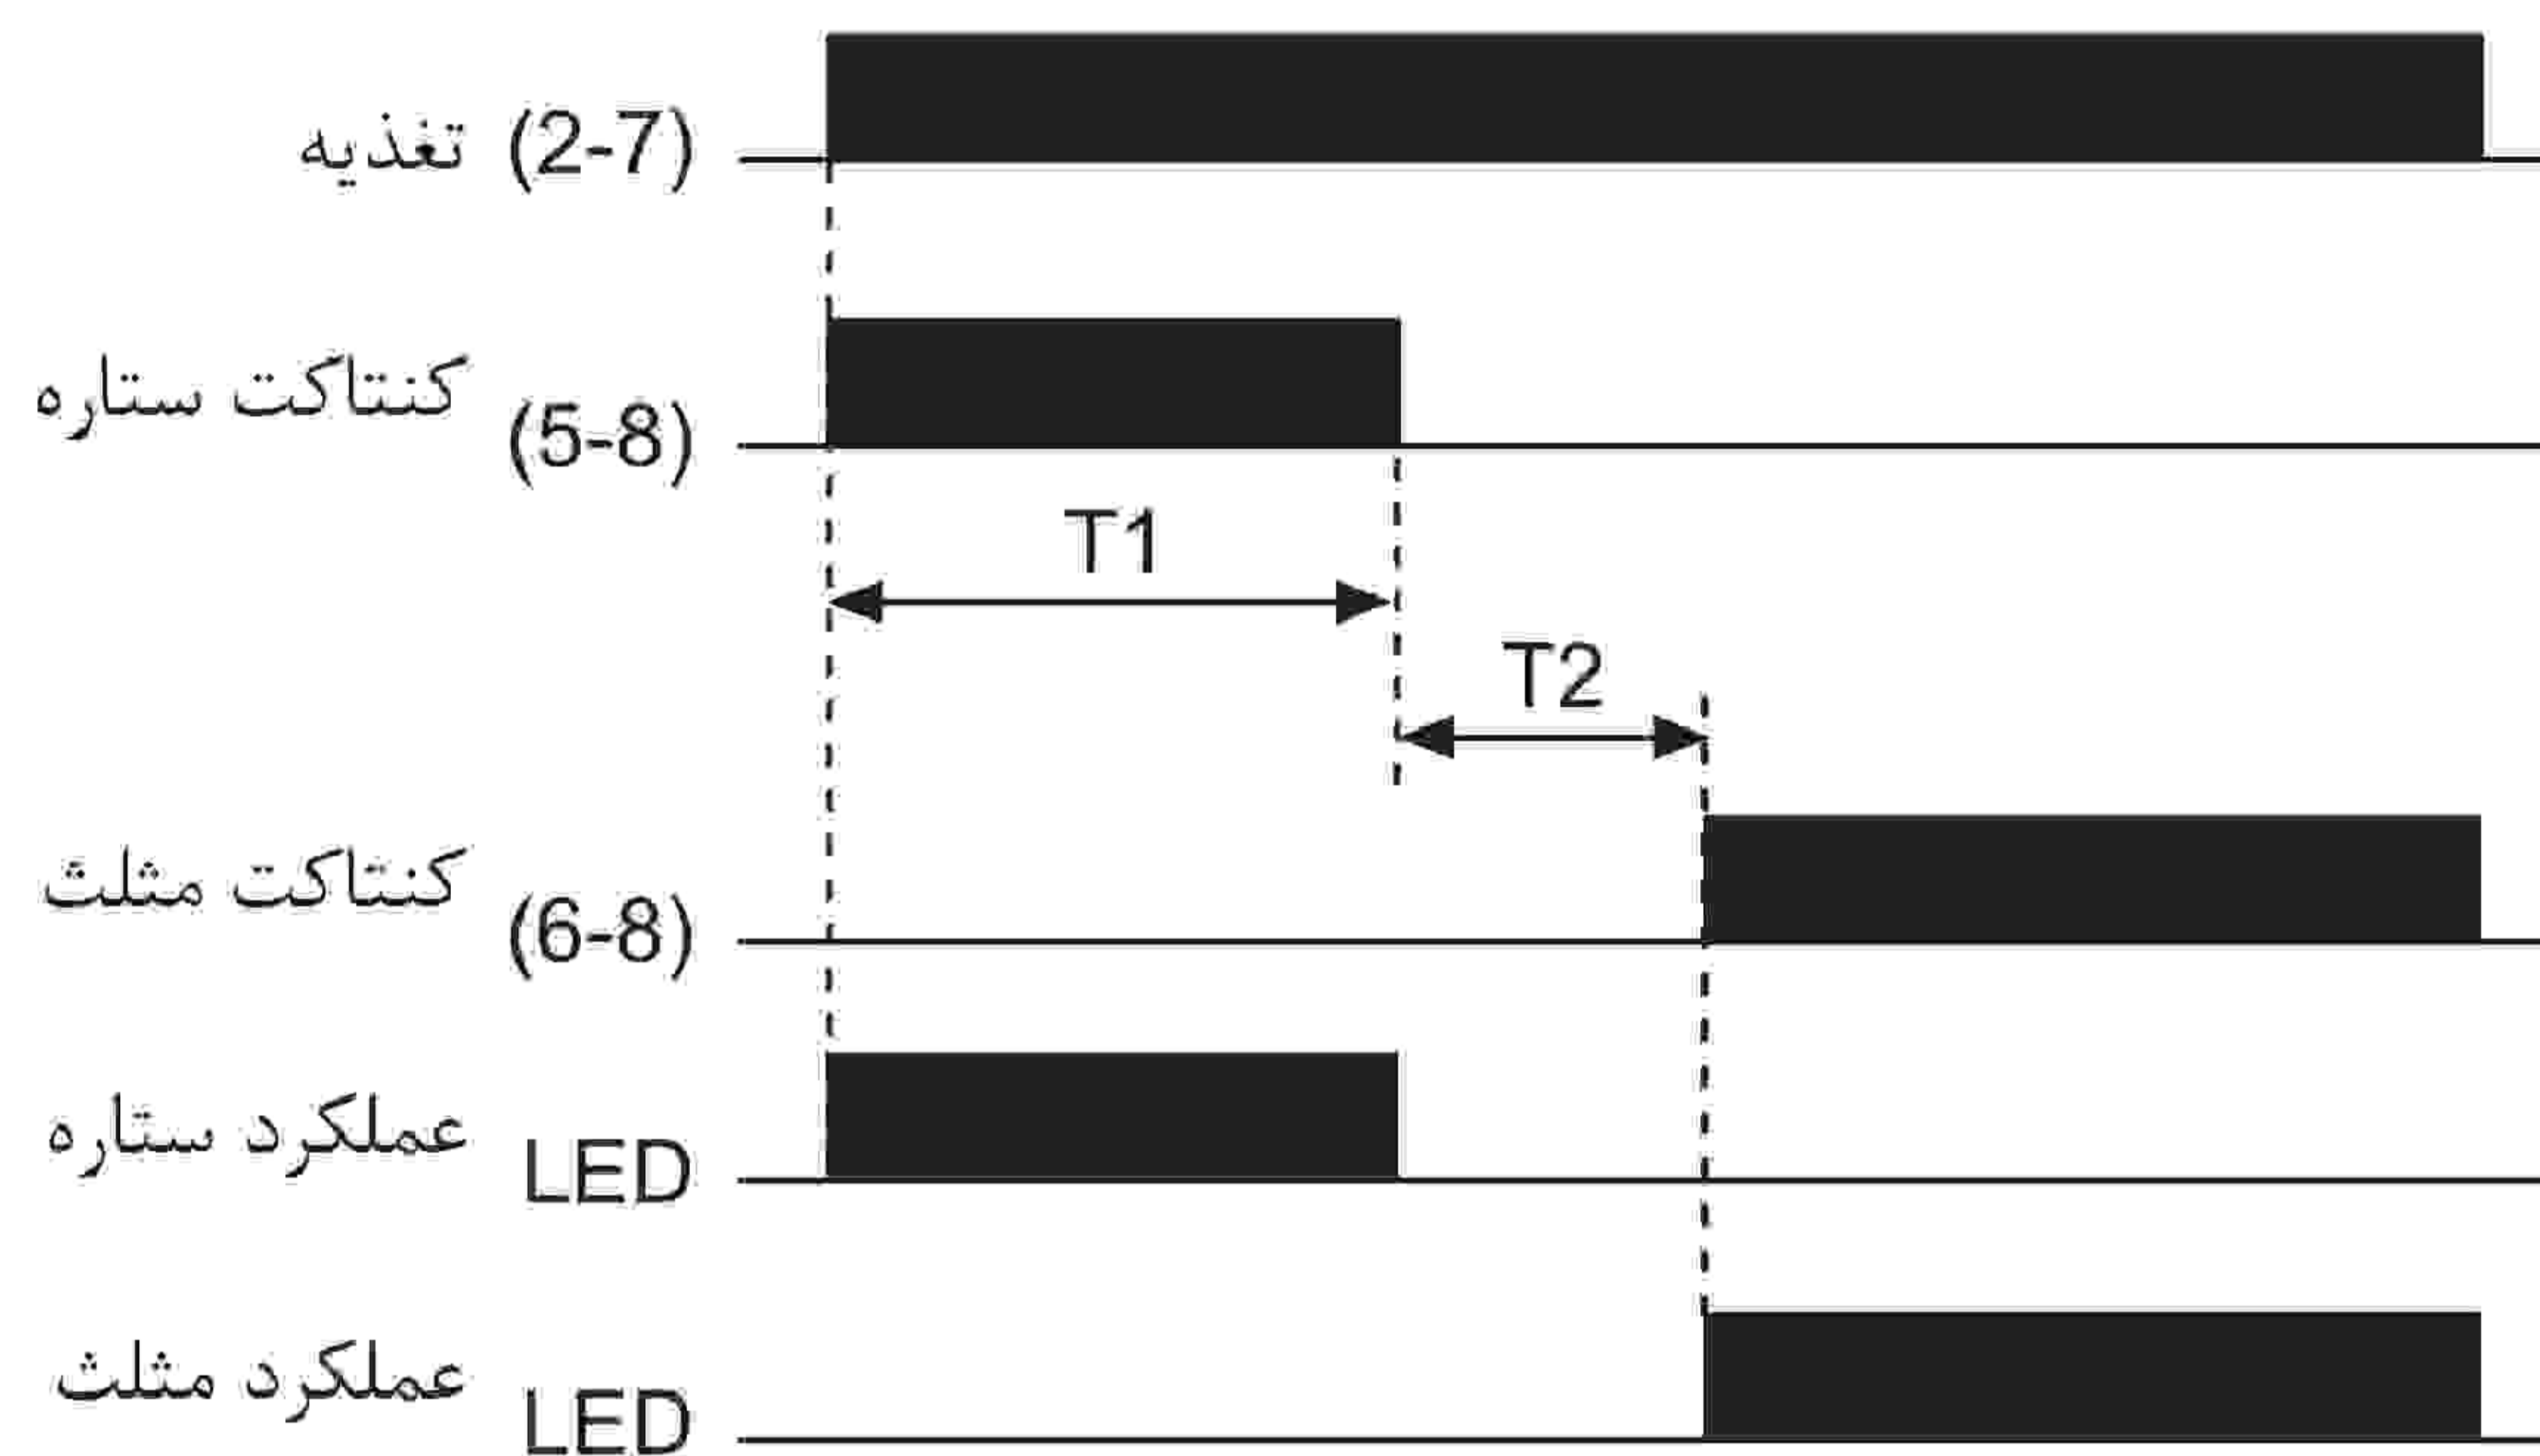 تغذیه (2-7)
کنتاکت ستاره
(5-8)
T1
T2
کنتاکت مثلث
(6-8)
عملکرد ستاره
LED
عملکرد مثلث
LED